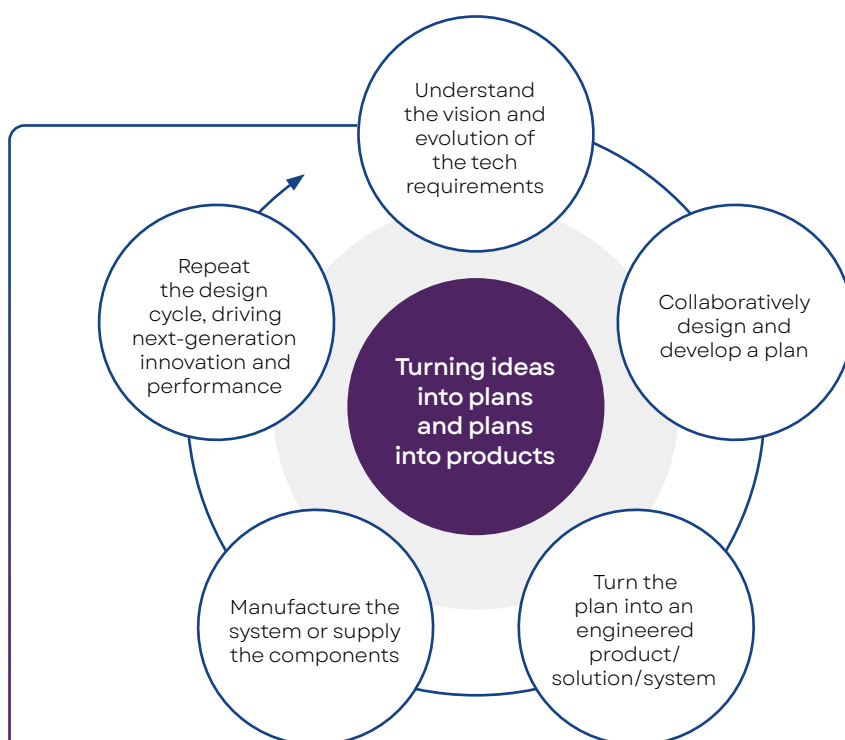 Understand
the vision and
evolution of
the tech
requirements
Collaboratively
design and
develop a plan
Turn the
plan into an
engineered
product/
solution/system
Manufacture the
system or supply
the components
Repeat
the design
cycle, driving
next-generation
innovation and
performance
Turning ideas
into plans
and plans
into products